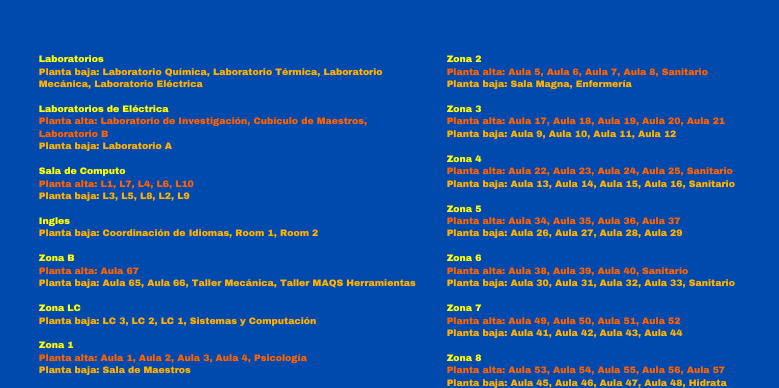 Laboratorios
Planta baja: Laboratorio Química, Laboratorio Térmica, Laboratorio
Mecánica, Laboratorio Eléctrica
Laboratorios de Eléctrica
Planta alta: Laboratorio de Investigación, Cubículo de Maestros,
Laboratorio B
Planta baja: Laboratorio A
Sala de Computo
Planta alta: L1, L7, L4, L6, L10
Planta baja: L3, L5, L8, L2, L9
Ingles
Planta baja: Coordinación de Idiomas, Room 1, Room 2
Zona B
Planta alta: Aula 67
Planta baja: Aula 65, Aula 66, Taller Mecánica, Taller MAQS Herramientas
Zona LC
Planta baja: LC 3, LC 2, LC 1, Sistemas y Computación
Zona 1
Planta alta: Aula 1, Aula 2, Aula 3, Aula 4, Psicología
Planta baja: Sala de Maestros
Zona 2
Planta alta: Aula 5, Aula 6, Aula 7, Aula 8, Sanitario
Planta baja: Sala Magna, Enfermería
Zona 3
Planta alta: Aula 17, Aula 18, Aula 19, Aula 20, Aula 21
Planta baja: Aula 9, Aula 10, Aula 11, Aula 12
Zona 4
Planta alta: Aula 22, Aula 23, Aula 24, Aula 25, Sanitario
Planta baja: Aula 13, Aula 14, Aula 15, Aula 16, Sanitario
Zona 5
Planta alta: Aula 34, Aula 35, Aula 36, Aula 37
Planta baja: Aula 26, Aula 27, Aula 28, Aula 29
Zona 6
Planta alta: Aula 38, Aula 39, Aula 40, Sanitario
Planta baja: Aula 30, Aula 31, Aula 32, Aula 33, Sanitario
Zona 7
Planta alta: Aula 49, Aula 50, Aula 51, Aula 52
Planta baja: Aula 41, Aula 42, Aula 43, Aula 44
Zona 8
Planta alta: Aula 53, Aula 54, Aula 55, Aula 56, Aula 57
Planta baja: Aula 45, Aula 46, Aula 47, Aula 48, Hidrata